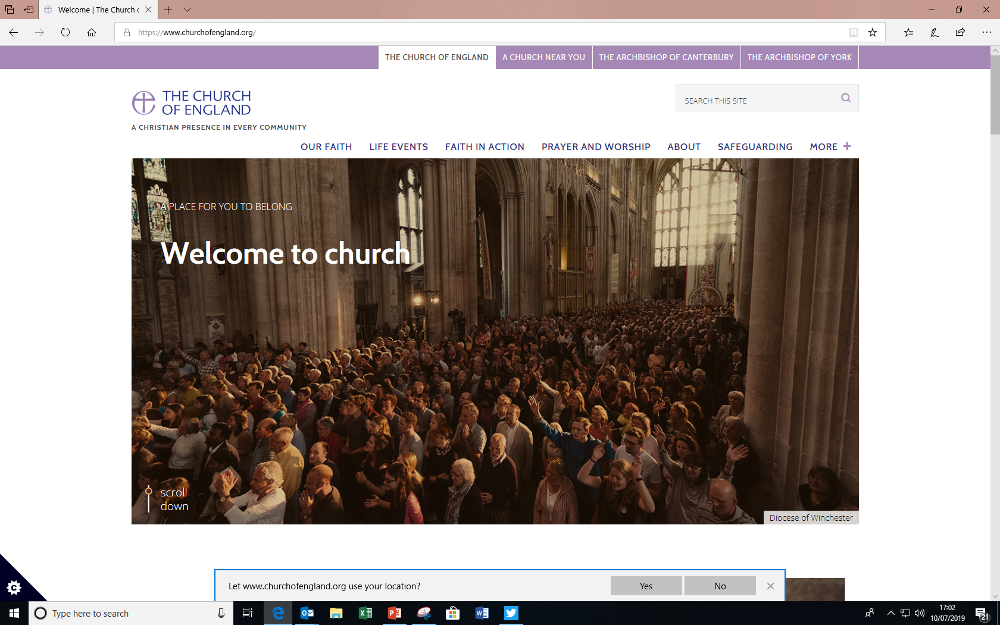 Welcome | The Church
https://www.churchofengland.org/
THE CHURCH OF ENGLAND
A CHURCH NEAR YOU
THE ARCHBISHOP OF CANTERBURY
THE ARCHBISHOP OF YORK
THE CHURCH
OF ENGLAND
A CHRISTIAN PRESENCE IN EVERY COMMUNITY
SEARCH THIS SITE
OUR FAITH
LIFE EVENTS
FAITH IN ACTION
PRAYER AND WORSHIP
ABOUT
SAFEGUARDING
MORE +
A PLACE FOR YOU TO BELONG
Welcome to church
scroll
down
Diocese of Winchester
Let www.churchofengland.org use your location?
Yes
No
Type here to search
17:02
10/07/2019
21